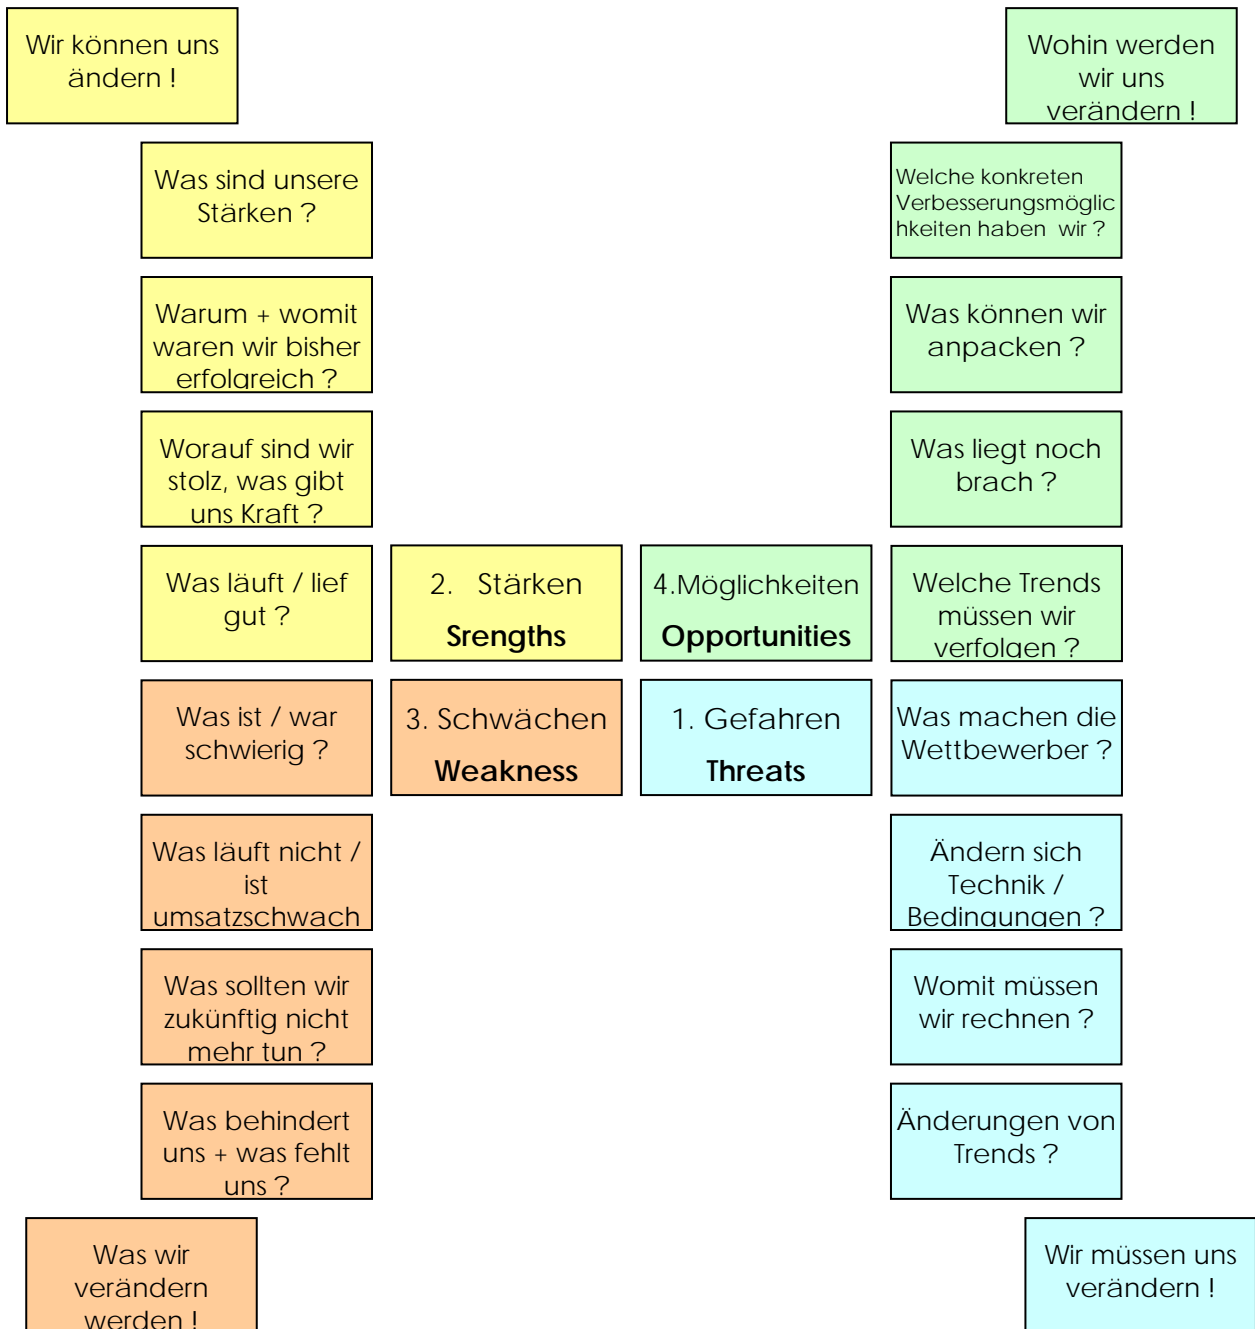 Wir können uns
ändern !
Wohin werden
wir uns
verändern !
Was sind unsere
Stärken ?
Welche konkreten
Verbesserungsmöglic
hkeiten haben wir ?
Warum + womit
waren wir bisher
erfolgreich ?
Was können wir
anpacken ?
Worauf sind wir
stolz, was gibt
uns Kraft ?
Was liegt noch
brach ?
Was läuft / lief
gut ?
2. Stärken
Srengths
4.Möglichkeiten
Opportunities
Welche Trends
müssen wir
verfolgen ?
Was ist / war
schwierig ?
3. Schwächen
Weakness
1. Gefahren
Threats
Was machen die
Wettbewerber ?
Was läuft nicht /
ist
umsatzschwach
Ändern sich
Technik /
Bedingungen ?
Was sollten wir
zukünftig nicht
mehr tun ?
Womit müssen
wir rechnen ?
Was behindert
uns + was fehlt
uns ?
Änderungen von
Trends ?
Was wir
verändern
werden !
Wir müssen uns
verändern !